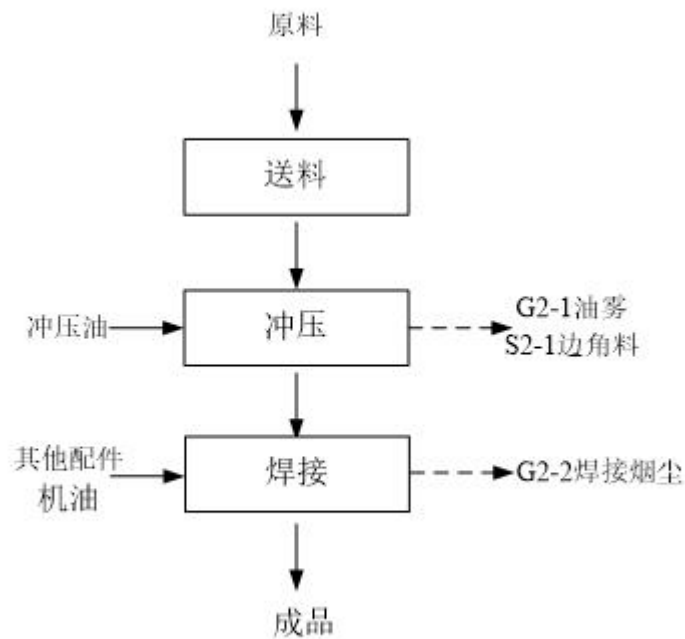 原料
送料
冲压油
冲压
G2-1油雾
S2-1边角料
其他配件
机油
焊接
G2-2焊接烟尘
成品